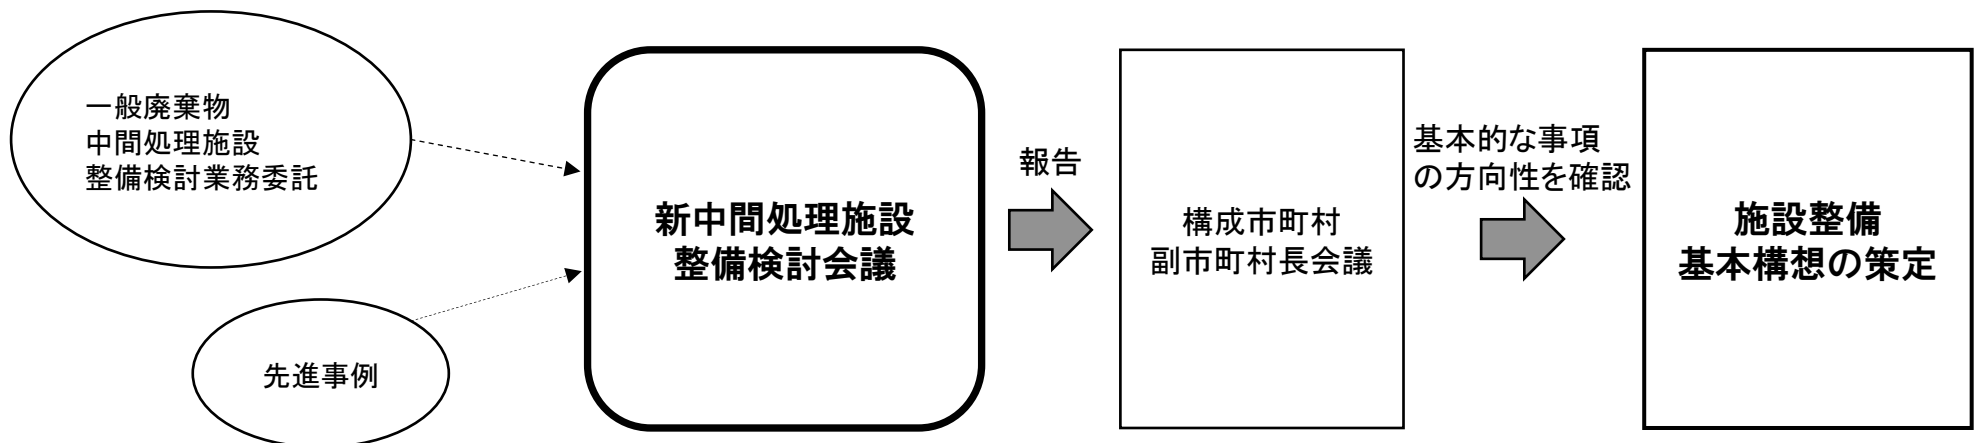 一般廃棄物
中間処理施設
整備検討業務委託
先進事例
新中間処理施設
整備検討会議
報告
構成市町村
副市町村長会議
基本的な事項
の方向性を確認
施設整備
基本構想の策定